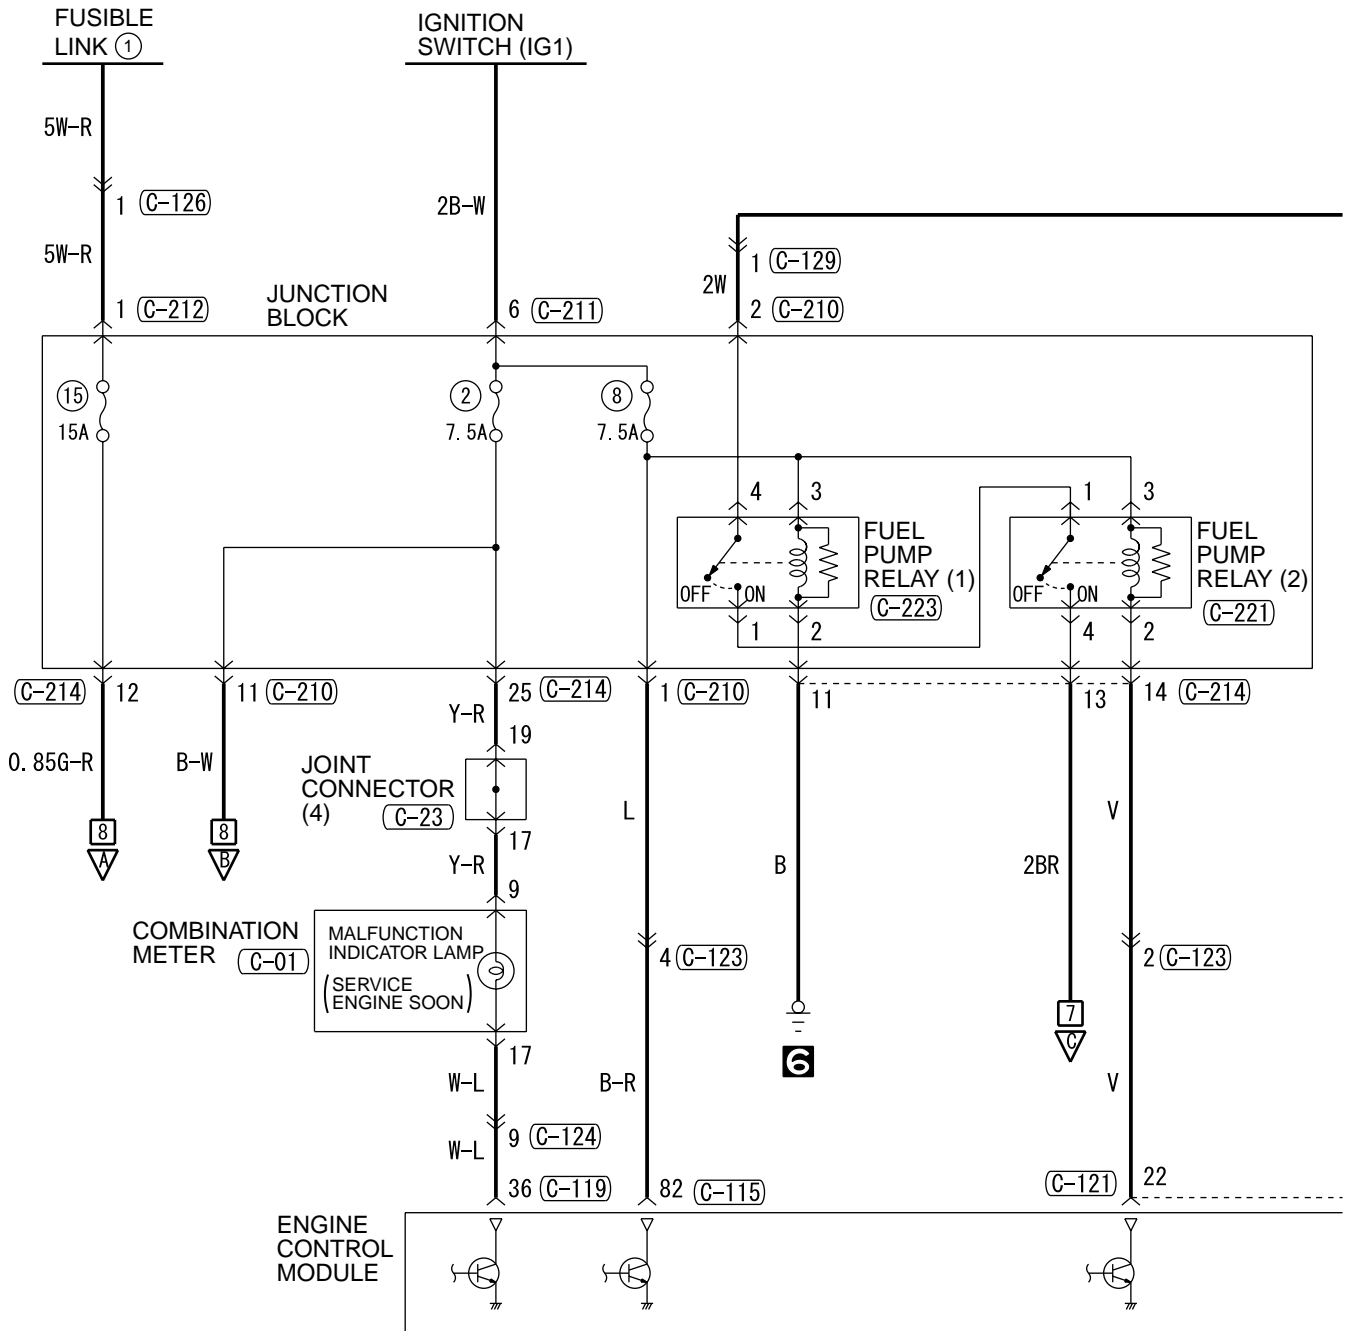 FUSIBLE
LINK ①
IGNITION
SWITCH (IG1)
5W-R
1 C-126
2B-W
5W-R
1 C-129
2W
1 C-212
JUNCTION
BLOCK
6 C-211
2 C-210
15
15A
2
7.5A
8
7.5A
4
3
1
3
FUEL
PUMP
RELAY (1)
C-223
OFF
ON
FUEL
PUMP
RELAY (2)
C-221
OFF
ON
1
2
4
2
C-214 12
11 C-210
25 C-214
1 C-210
11
13
14 C-214
Y-R
19
0.85G-R
B-W
JOINT
CONNECTOR
(4)
C-23
L
B
2BR
V
8
A
8
B
17
Y-R
9
COMBINATION
METER
C-01
MALFUNCTION
INDICATOR LAMP
(SERVICE
ENGINE SOON)
4 C-123
2 C-123
6
7
C
17
W-L
B-R
V
9 C-124
W-L
36 C-119
82 C-115
C-121 22
ENGINE
CONTROL
MODULE